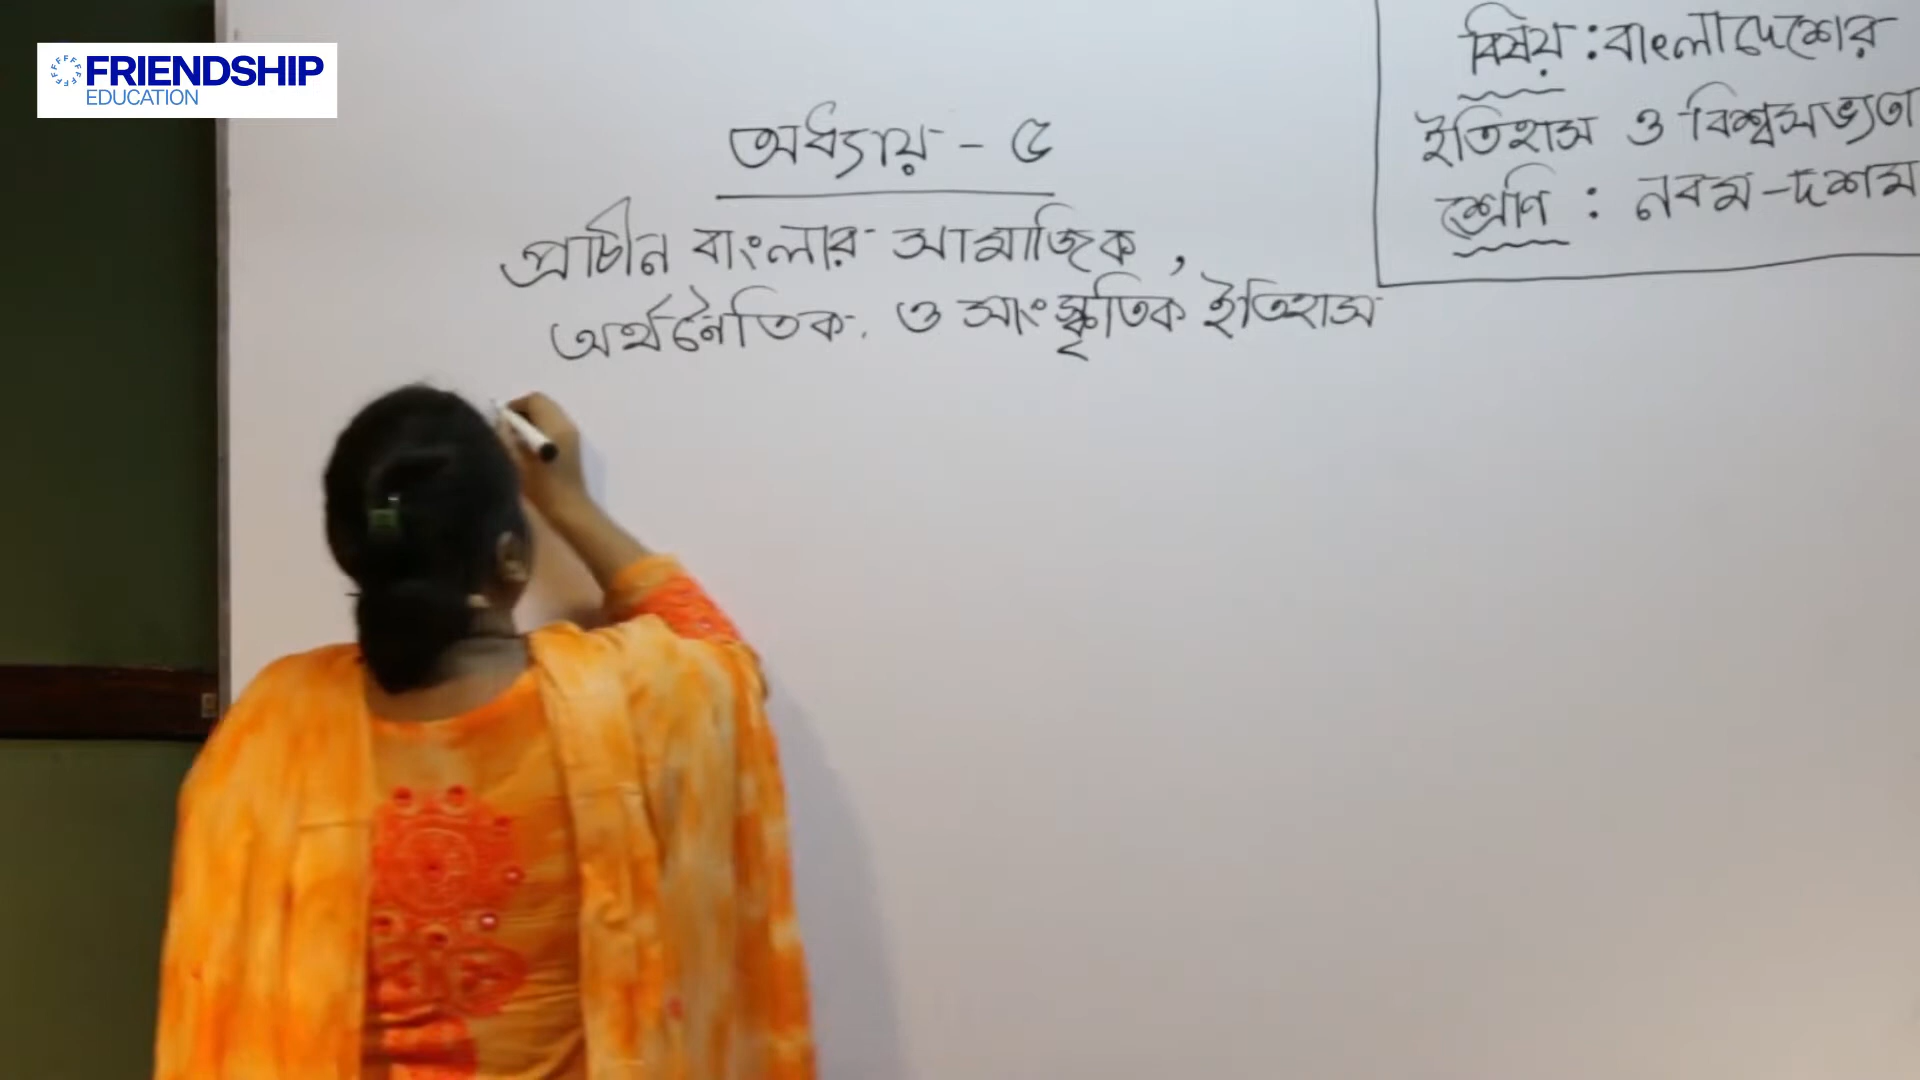 FRIENDSHIP
EDUCATION
অধ্যায় - ৫
প্রাচীন বাংলার সামাজিক,
অর্থনৈতিক ও সাংস্কৃতিক ইতিহাস
বিষয় : বাংলাদেশের
ইতিহাস ও বিশ্বসভ্যতা
শ্রেণি : নবম-দশম